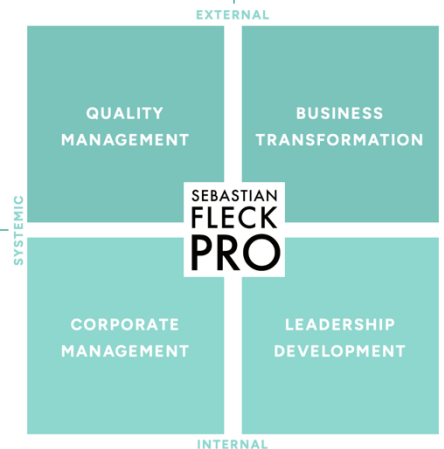 EXTERNAL
QUALITY
MANAGEMENT
BUSINESS
TRANSFORMATION
SYSTEMIC
SEBASTIAN
FLECK
PRO
CORPORATE
MANAGEMENT
LEADERSHIP
DEVELOPMENT
INTERNAL